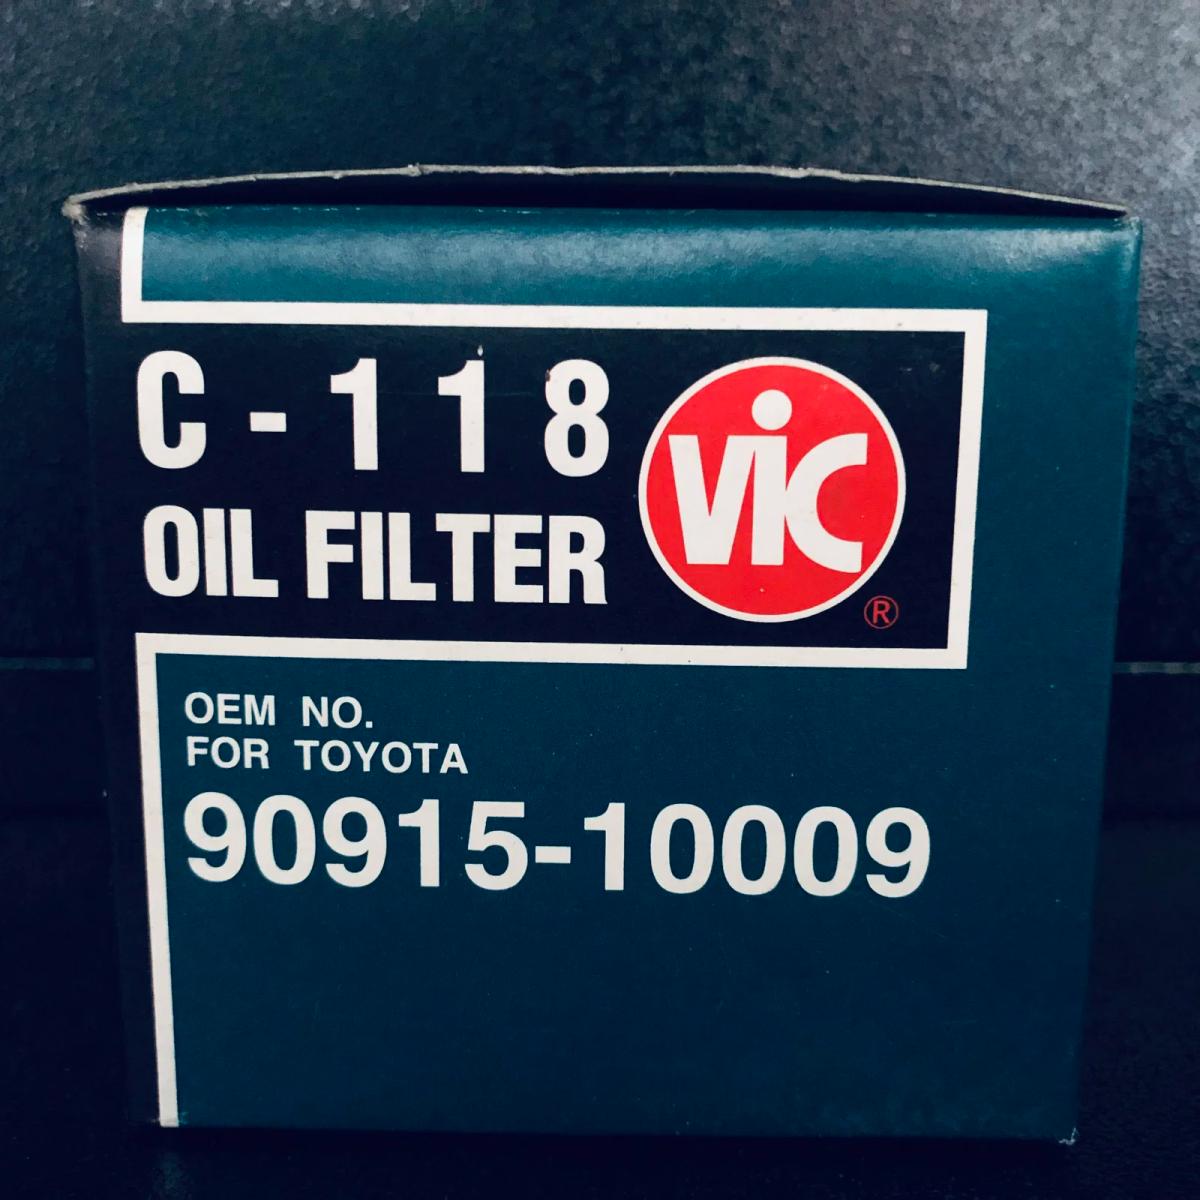 C-118
OIL FILTER
ViC
®
OEM NO.
FOR TOYOTA
90915-10009